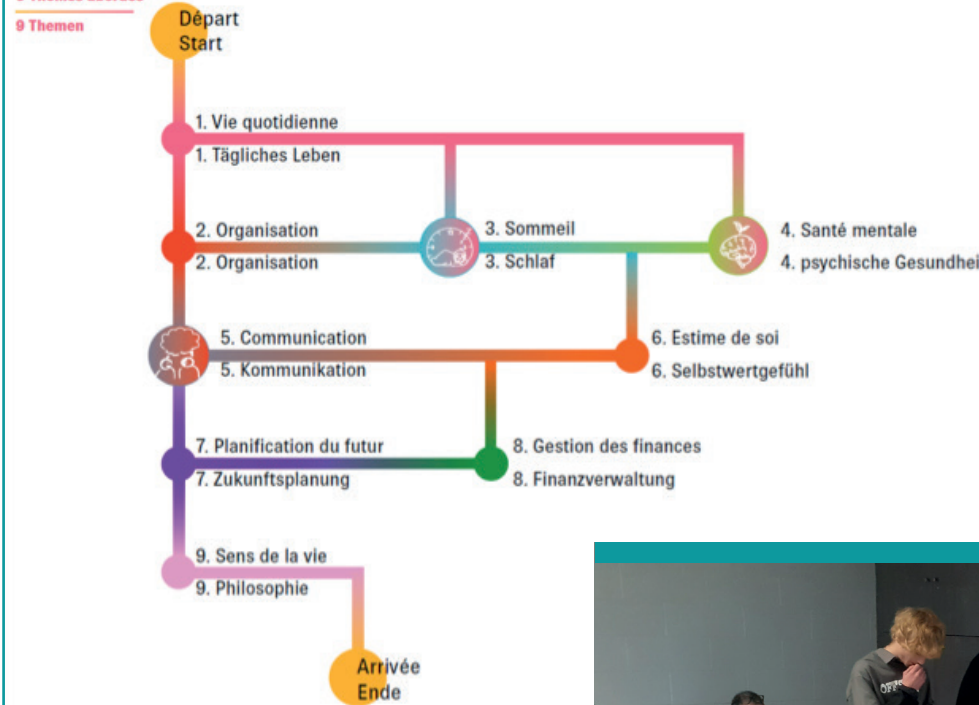 9 Themen
Départ
Start
1. Vie quotidienne
1. Tägliches Leben
2. Organisation
2. Organisation
3. Sommeil
3. Schlaf
4. Santé mentale
4. psychische Gesundhei
5. Communication
5. Kommunikation
6. Estime de soi
6. Selbstwertgefühl
7. Planification du futur
7. Zukunftsplanung
8. Gestion des finances
8. Finanzverwaltung
9. Sens de la vie
9. Philosophie
Arrivée
Ende